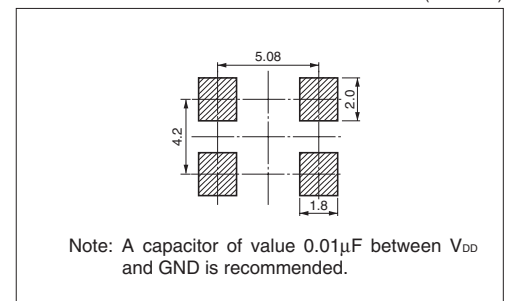 5.08
2.0
4.2
1.8
Note: A capacitor of value 0.01μF between VDD
and GND is recommended.